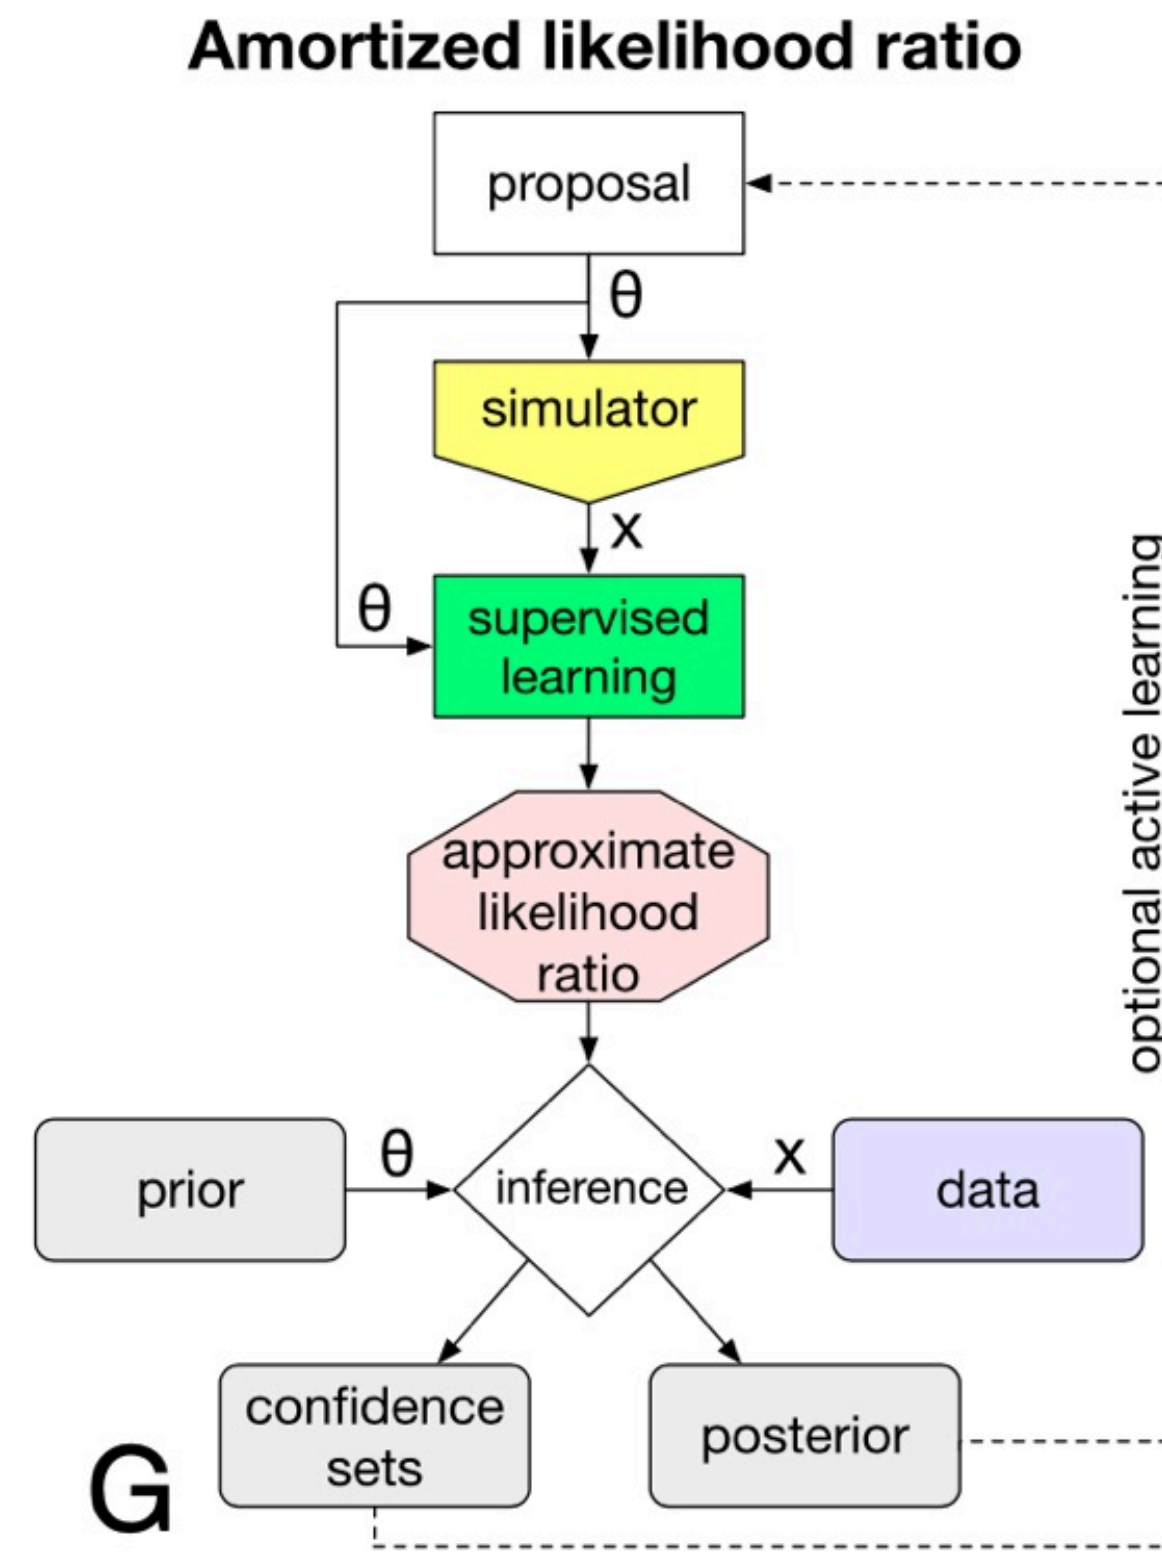 Amortized likelihood ratio
proposal
θ
simulator
x
θ
supervised
learning
approximate
likelihood
ratio
prior
θ
inference
x
data
confidence
sets
posterior
G
optional active learning